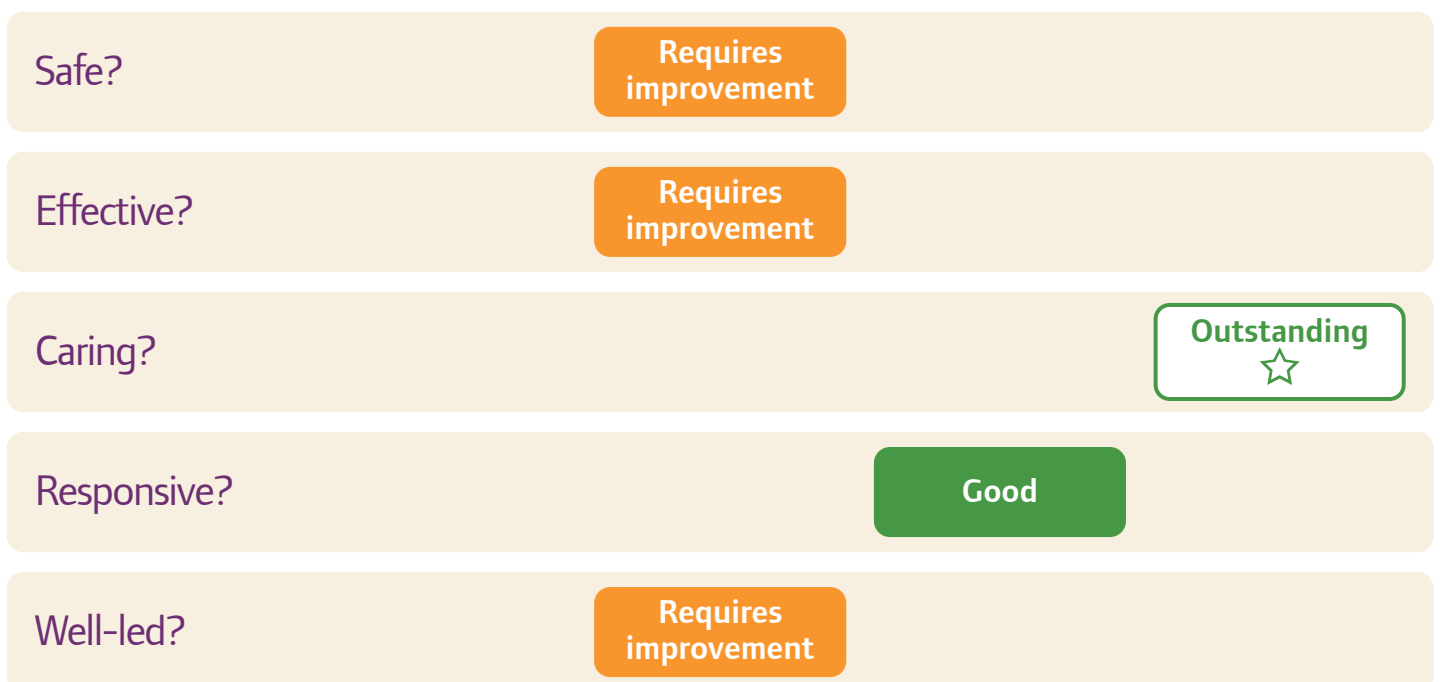 Safe?
Requires
improvement
Effective?
Requires
improvement
Caring?
Outstanding
Responsive?
Good
Well-led?
Requires
improvement